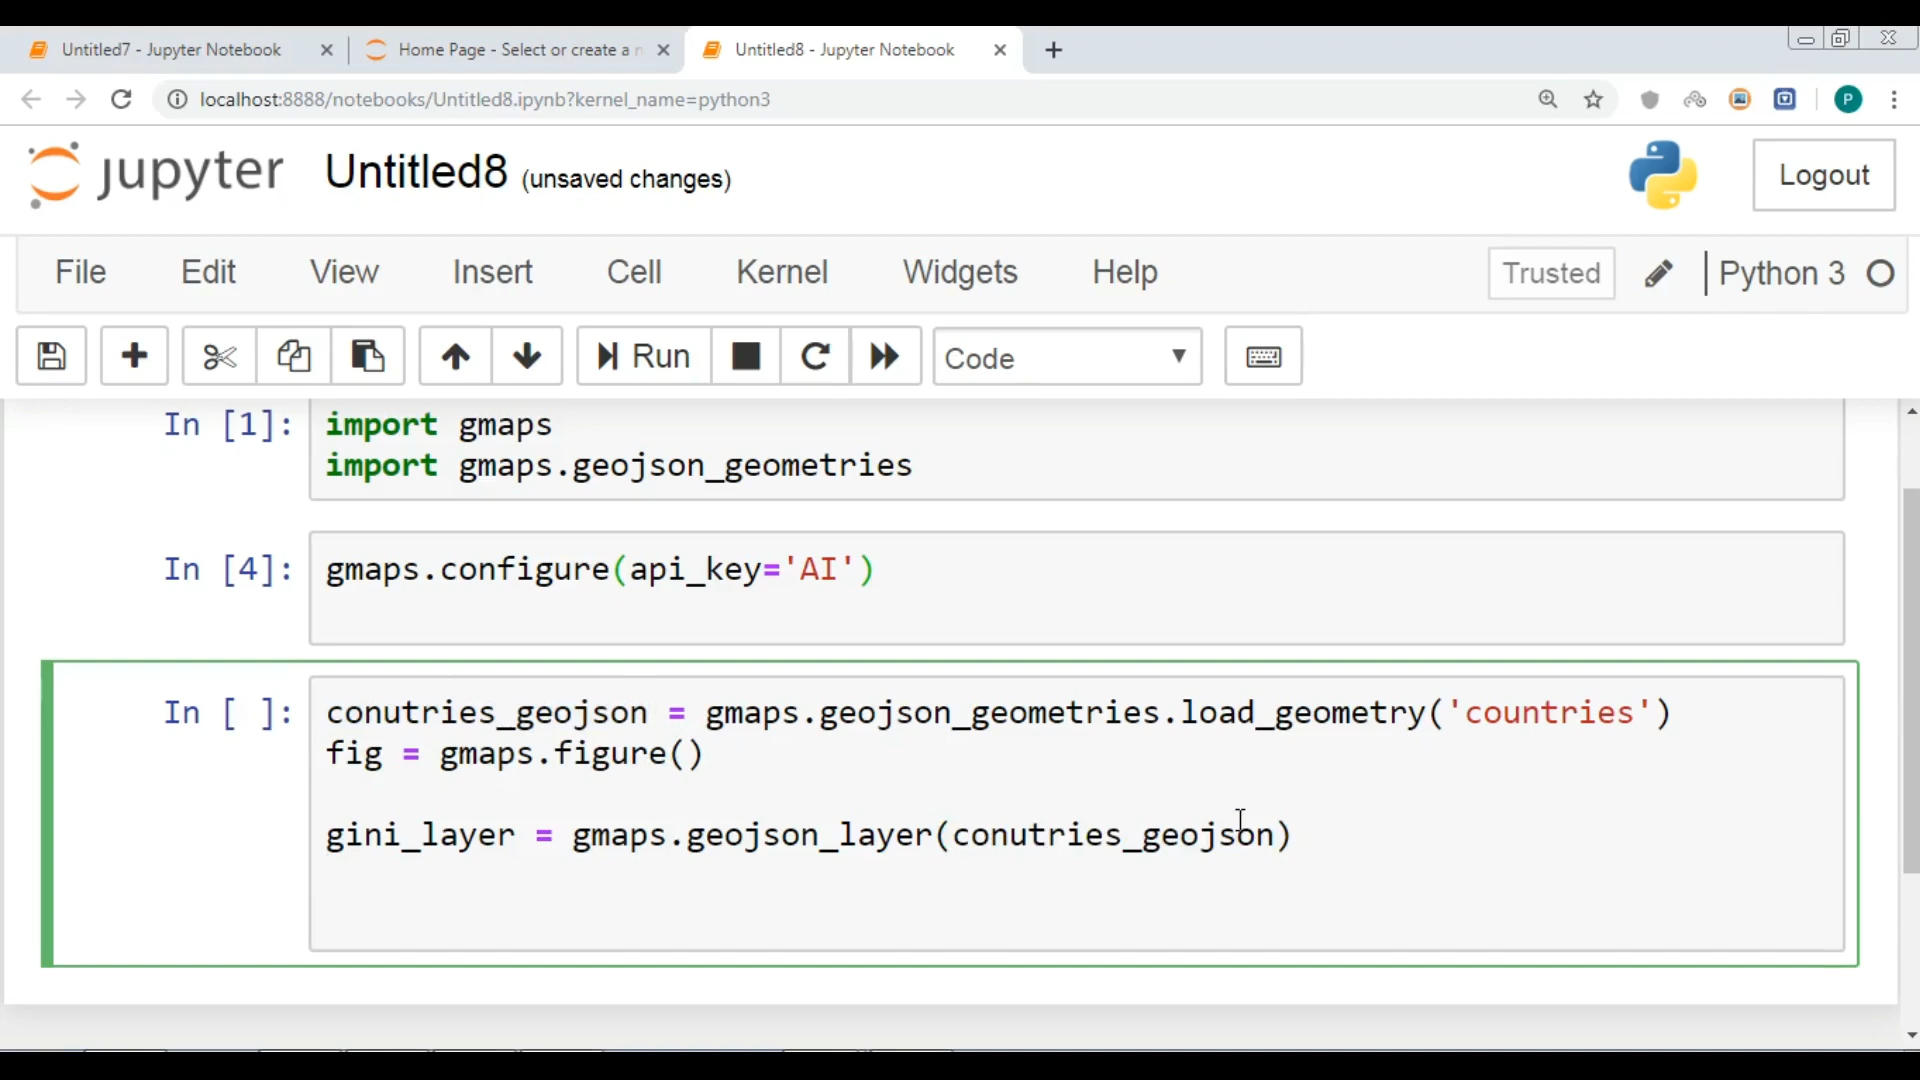 Untitled7 - Jupyter Notebook
Home Page - Select or create a n
Untitled8 - Jupyter Notebook
localhost:8888/notebooks/Untitled8.ipynb?kernel_name=python3
P
jupyter Untitled8 (unsaved changes)
Logout
File Edit View Insert Cell Kernel Widgets Help
Trusted Python 3
Run Code
In [1]: import gmaps
import gmaps.geojson_geometries
In [4]: gmaps.configure(api_key='AI')
In [ ]: conutries_geojson = gmaps.geojson_geometries.load_geometry('countries')
fig = gmaps.figure()
gini_layer = gmaps.geojson_layer(conutries_geojson)